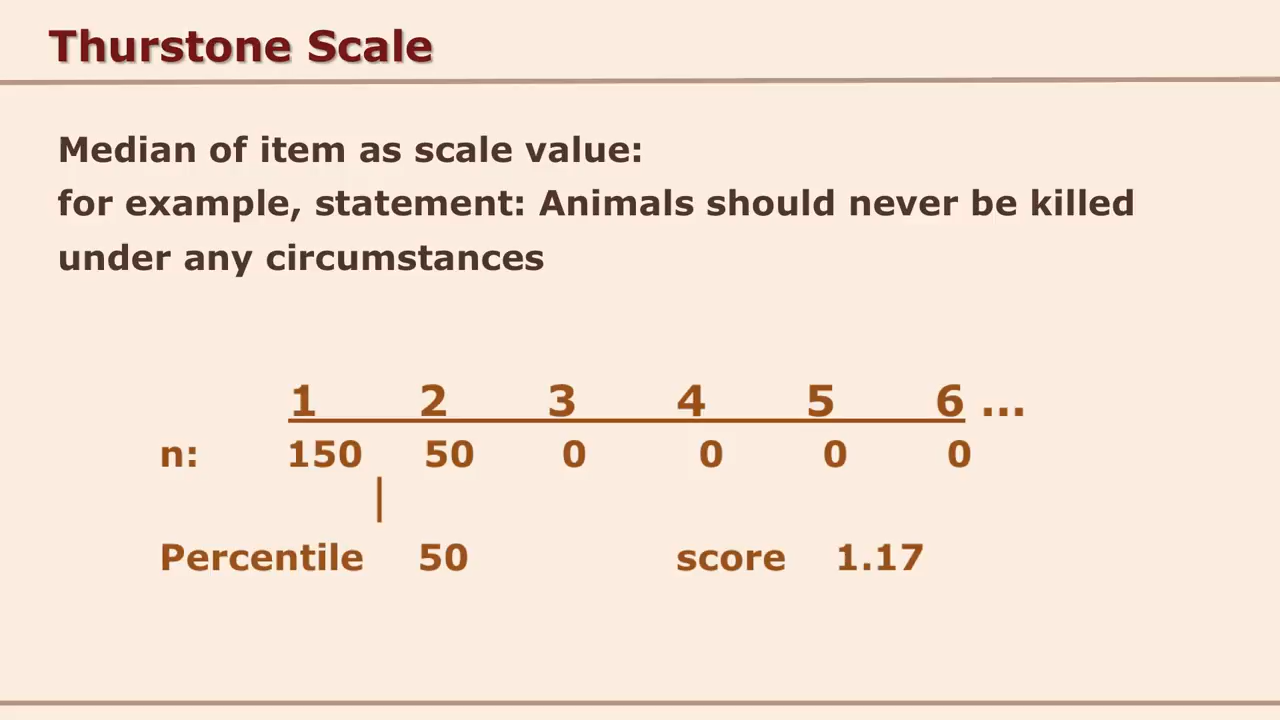 Thurstone Scale
Median of item as scale value:
for example, statement: Animals should never be killed
under any circumstances
1 2 3 4 5 6 ...
n: 150 50 0 0 0 0
|
Percentile 50 score 1.17